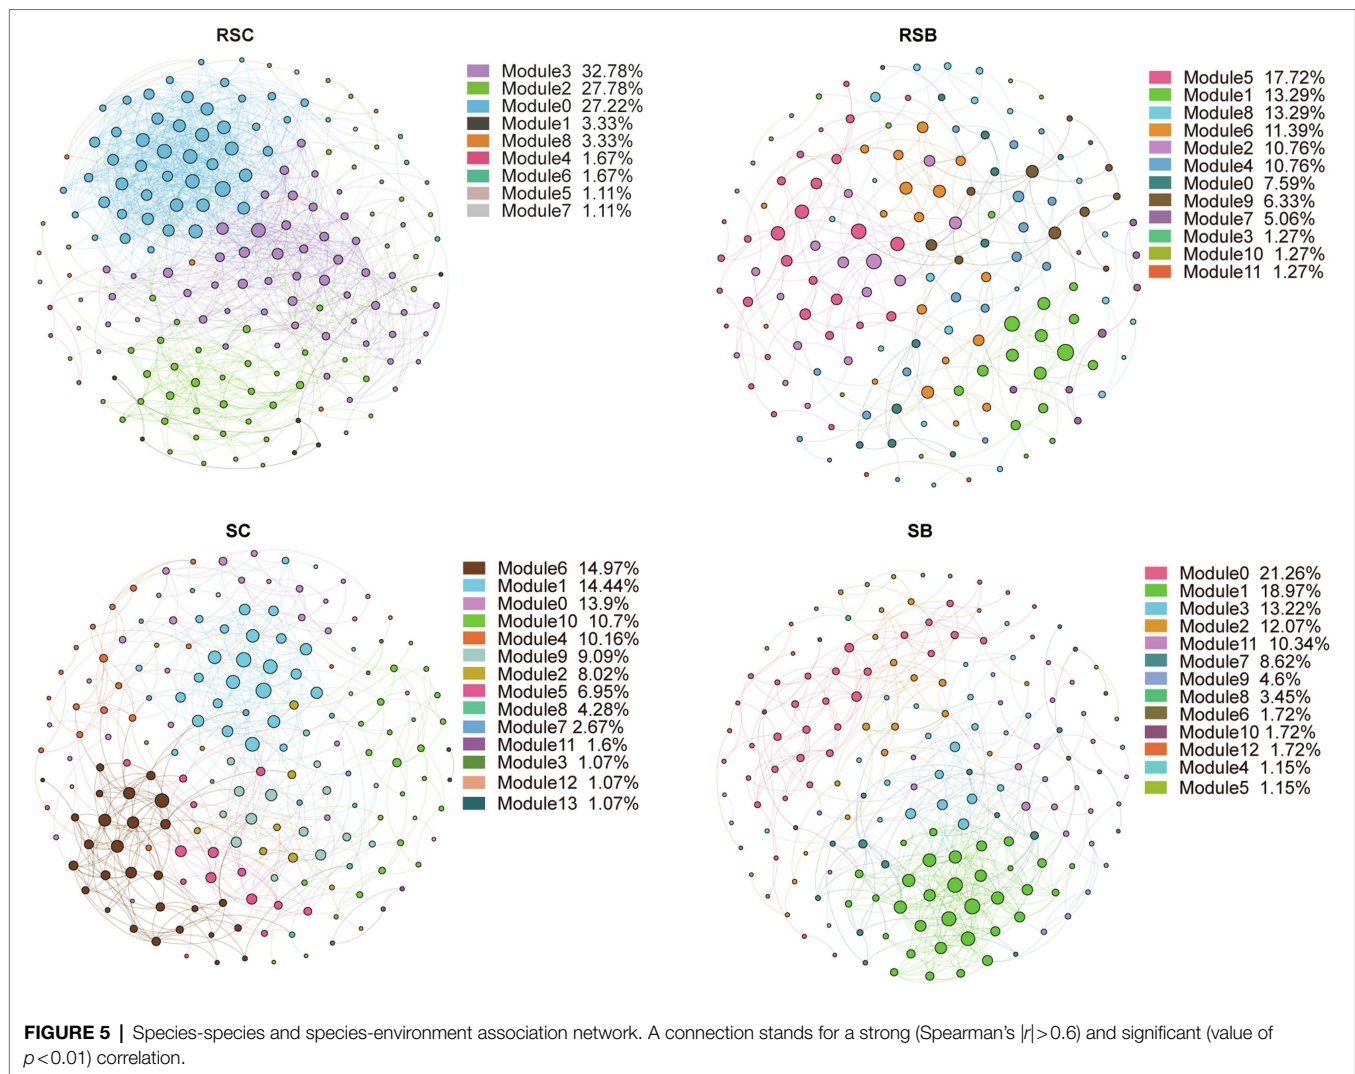 RSC
Module3 32.78%
Module2 27.78%
Module0 27.22%
Module1 3.33%
Module8 3.33%
Module4 1.67%
Module6 1.67%
Module5 1.11%
Module7 1.11%
RSB
Module5 17.72%
Module1 13.29%
Module8 13.29%
Module6 11.39%
Module2 10.76%
Module4 10.76%
Module0 7.59%
Module9 6.33%
Module7 5.06%
Module3 1.27%
Module10 1.27%
Module11 1.27%
SC
Module6 14.97%
Module1 14.44%
Module0 13.9%
Module10 10.7%
Module4 10.16%
Module9 9.09%
Module2 8.02%
Module5 6.95%
Module8 4.28%
Module7 2.67%
Module11 1.6%
Module3 1.07%
Module12 1.07%
Module13 1.07%
SB
Module0 21.26%
Module1 18.97%
Module3 13.22%
Module2 12.07%
Module11 10.34%
Module7 8.62%
Module9 4.6%
Module8 3.45%
Module6 1.72%
Module10 1.72%
Module12 1.72%
Module4 1.15%
Module5 1.15%
FIGURE 5 | Species-species and species-environment association network. A connection stands for a strong (Spearman's |r|>0.6) and significant (value of
p<0.01) correlation.